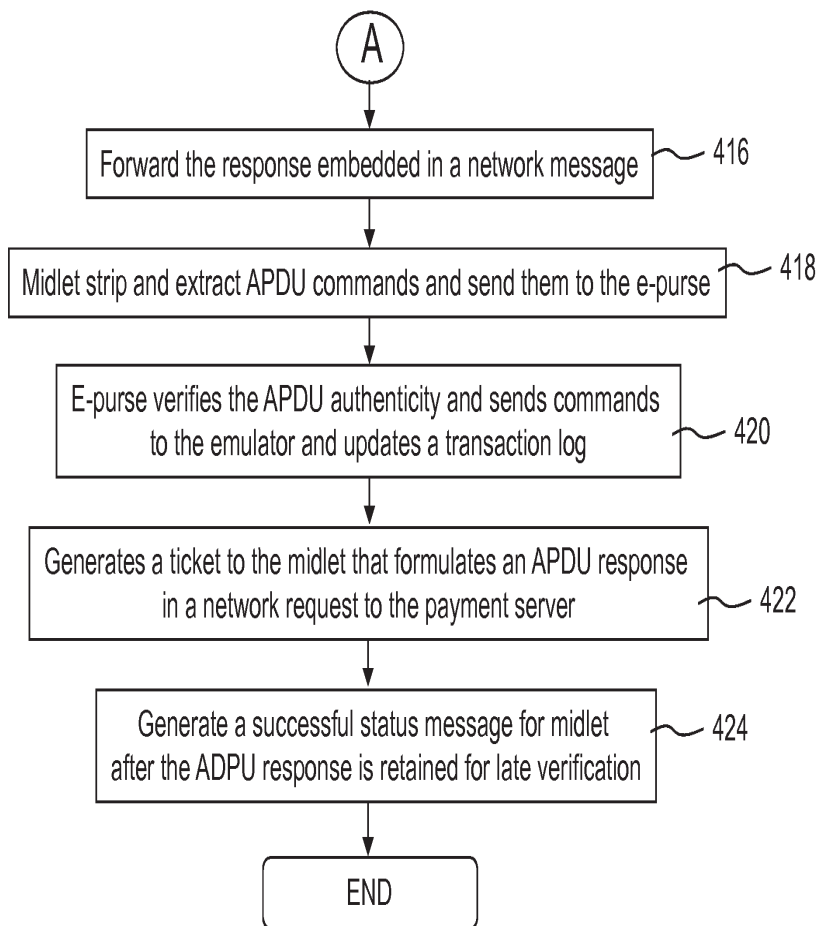 A
Forward the response embedded in a network message
416
Midlet strip and extract APDU commands and send them to the e-purse
418
E-purse verifies the APDU authenticity and sends commands
to the emulator and updates a transaction log
420
Generates a ticket to the midlet that formulates an APDU response
in a network request to the payment server
422
Generate a successful status message for midlet
after the ADPU response is retained for late verification
424
END